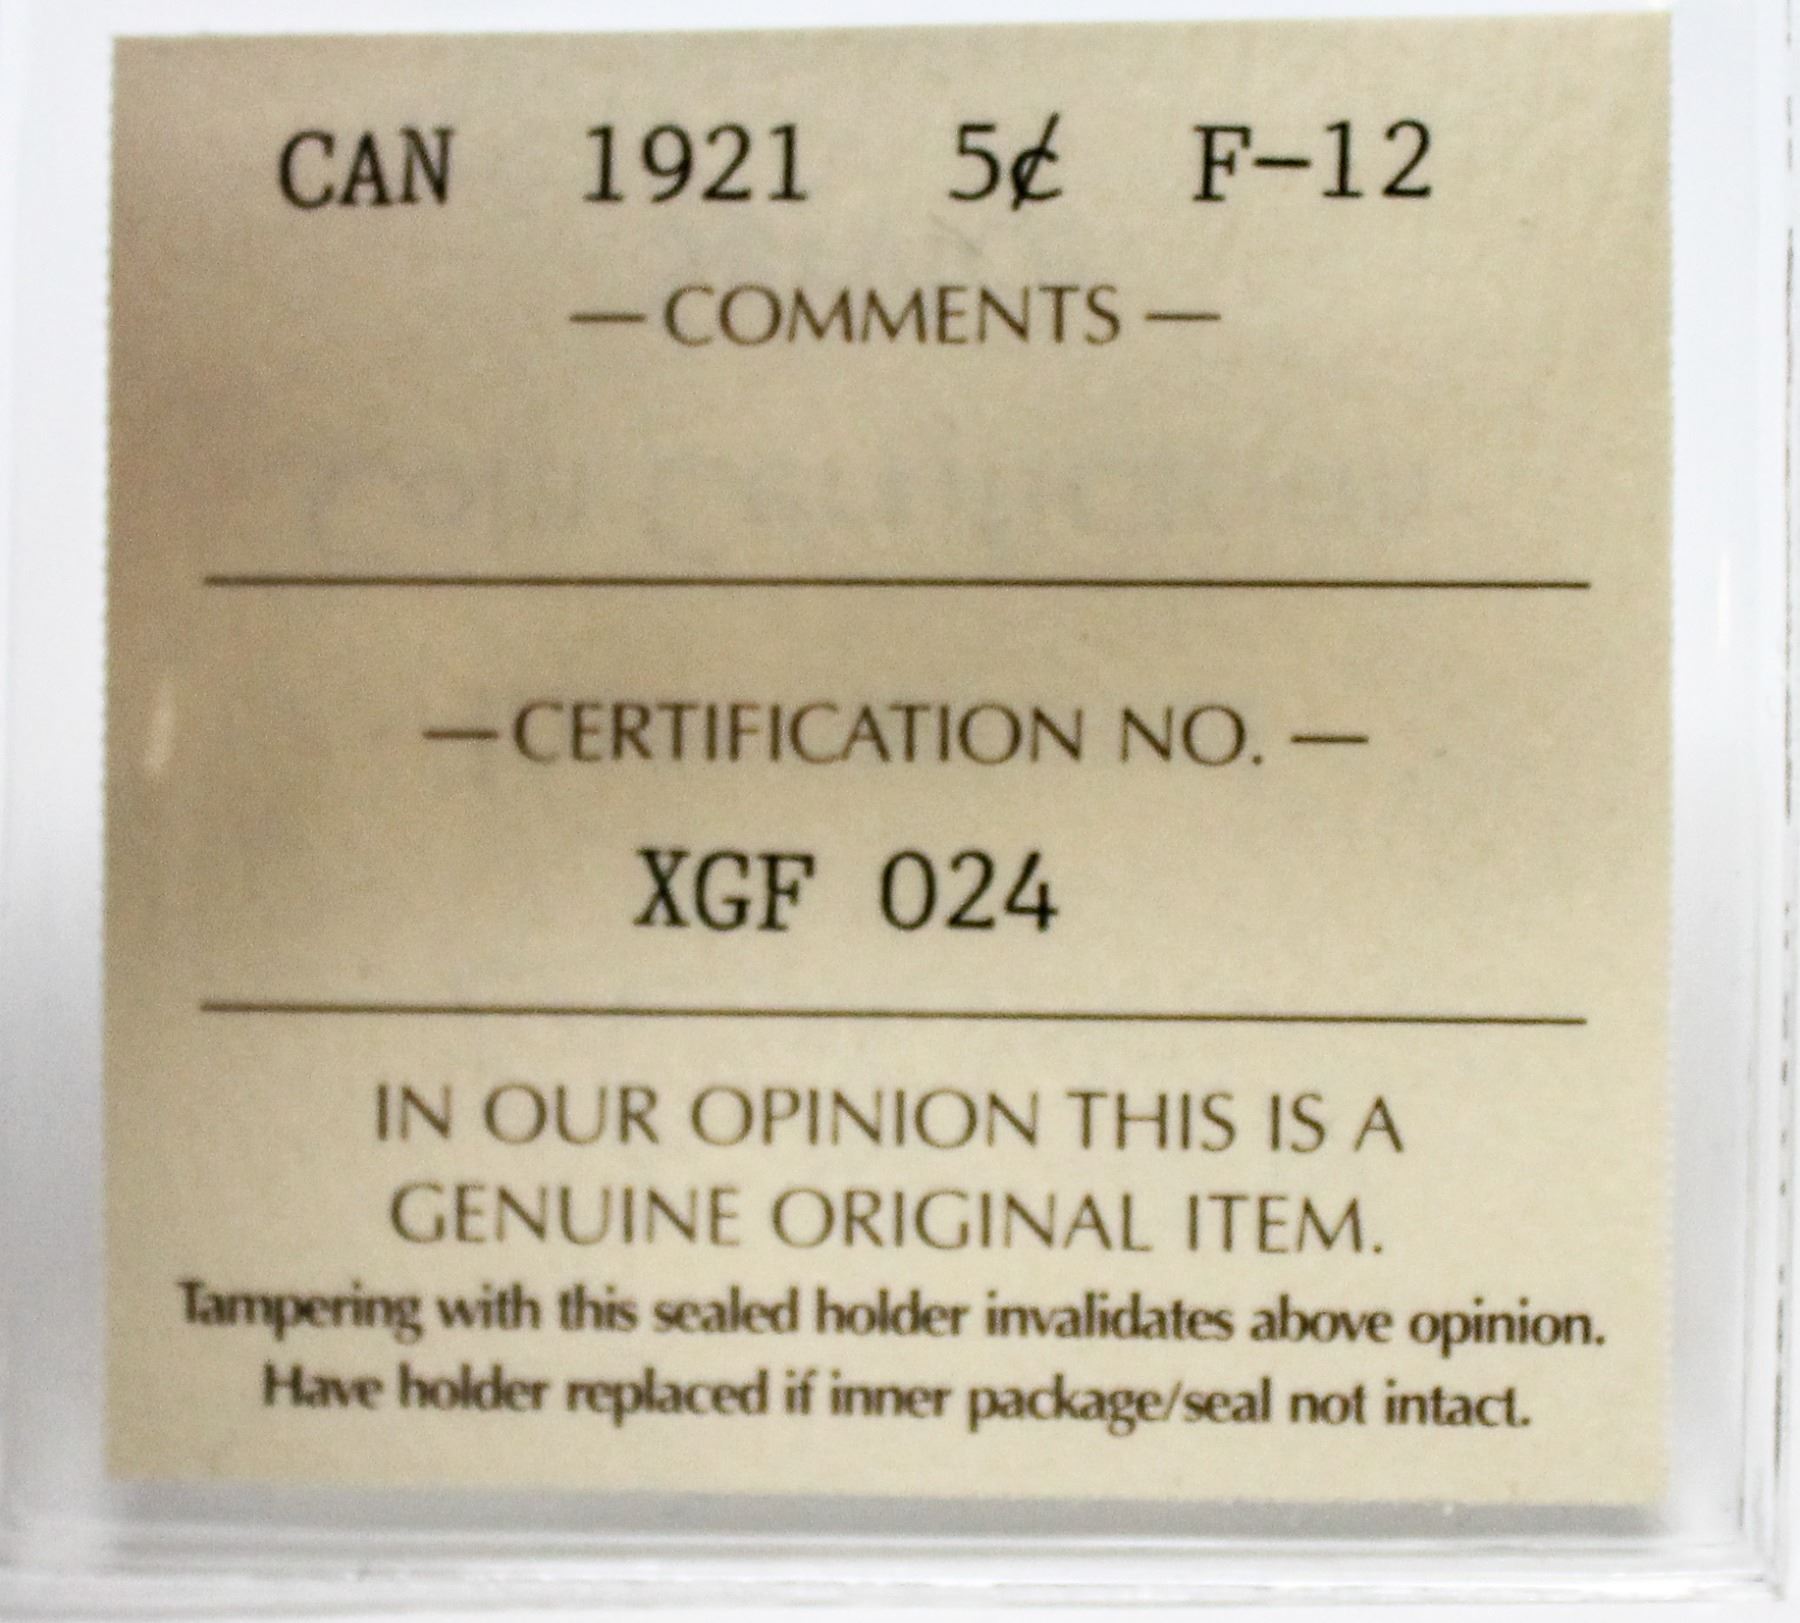 CAN 1921 5¢ F-12
—COMMENTS—
—CERTIFICATION NO.—
XGF 024
IN OUR OPINION THIS IS A
GENUINE ORIGINAL ITEM.
Tampering with this sealed holder invalidates above opinion.
Have holder replaced if inner package/seal not intact.